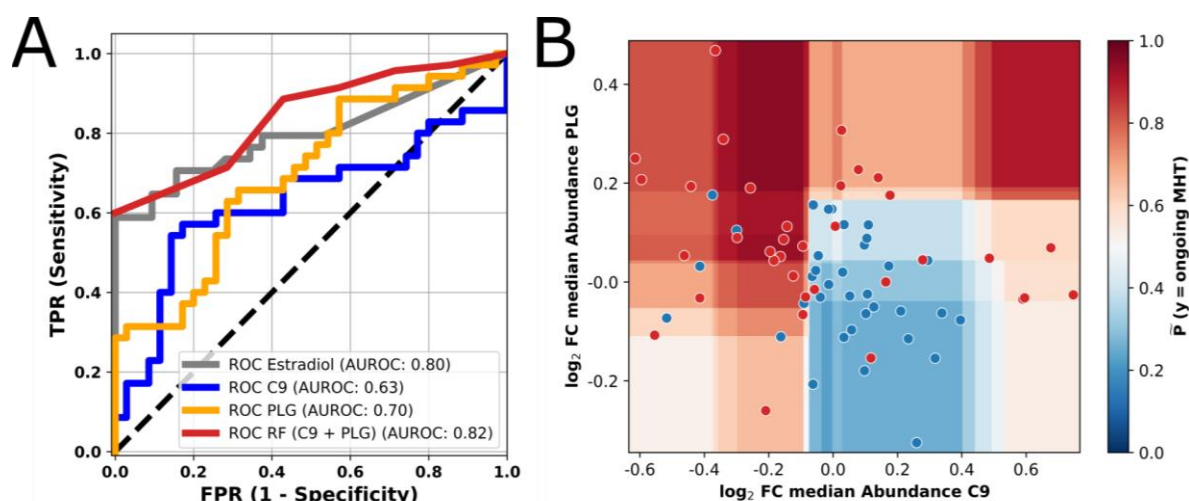 A
1.0
0.8
0.6
0.4
0.2
0.0
TPR (Sensitivity)
ROC Estradiol (AUROC: 0.80)
ROC C9 (AUROC: 0.63)
ROC PLG (AUROC: 0.70)
ROC RF (C9 + PLG) (AUROC: 0.82)
0.0 0.2 0.4 0.6 0.8 1.0
FPR (1 - Specificity)
B
0.4
0.2
-0.0
-0.2
log₂ FC median Abundance PLG
-0.6 -0.4 -0.2 0.0 0.2 0.4 0.6
log₂ FC median Abundance C9
1.0
0.8
0.6
0.4
0.2
0.0
P̃ (y = ongoing MHT)